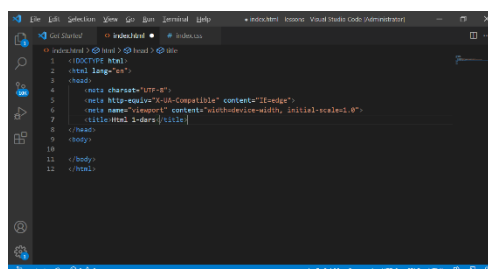 File Edit Selection View Go Run Terminal Help
index.html - lessons - Visual Studio Code (Administrator)
Get Started
index.html
index.css
index.html > html > head > title
1 <!DOCTYPE html>
2 <html lang="en">
3 <head>
4 <meta charset="UTF-8">
5 <meta http-equiv="X-UA-Compatible" content="IE=edge">
6 <meta name="viewport" content="width=device-width, initial-scale=1.0">
7 <title>Html 1-dars</title>
8 </head>
9 <body>
10
11 </body>
12 </html>